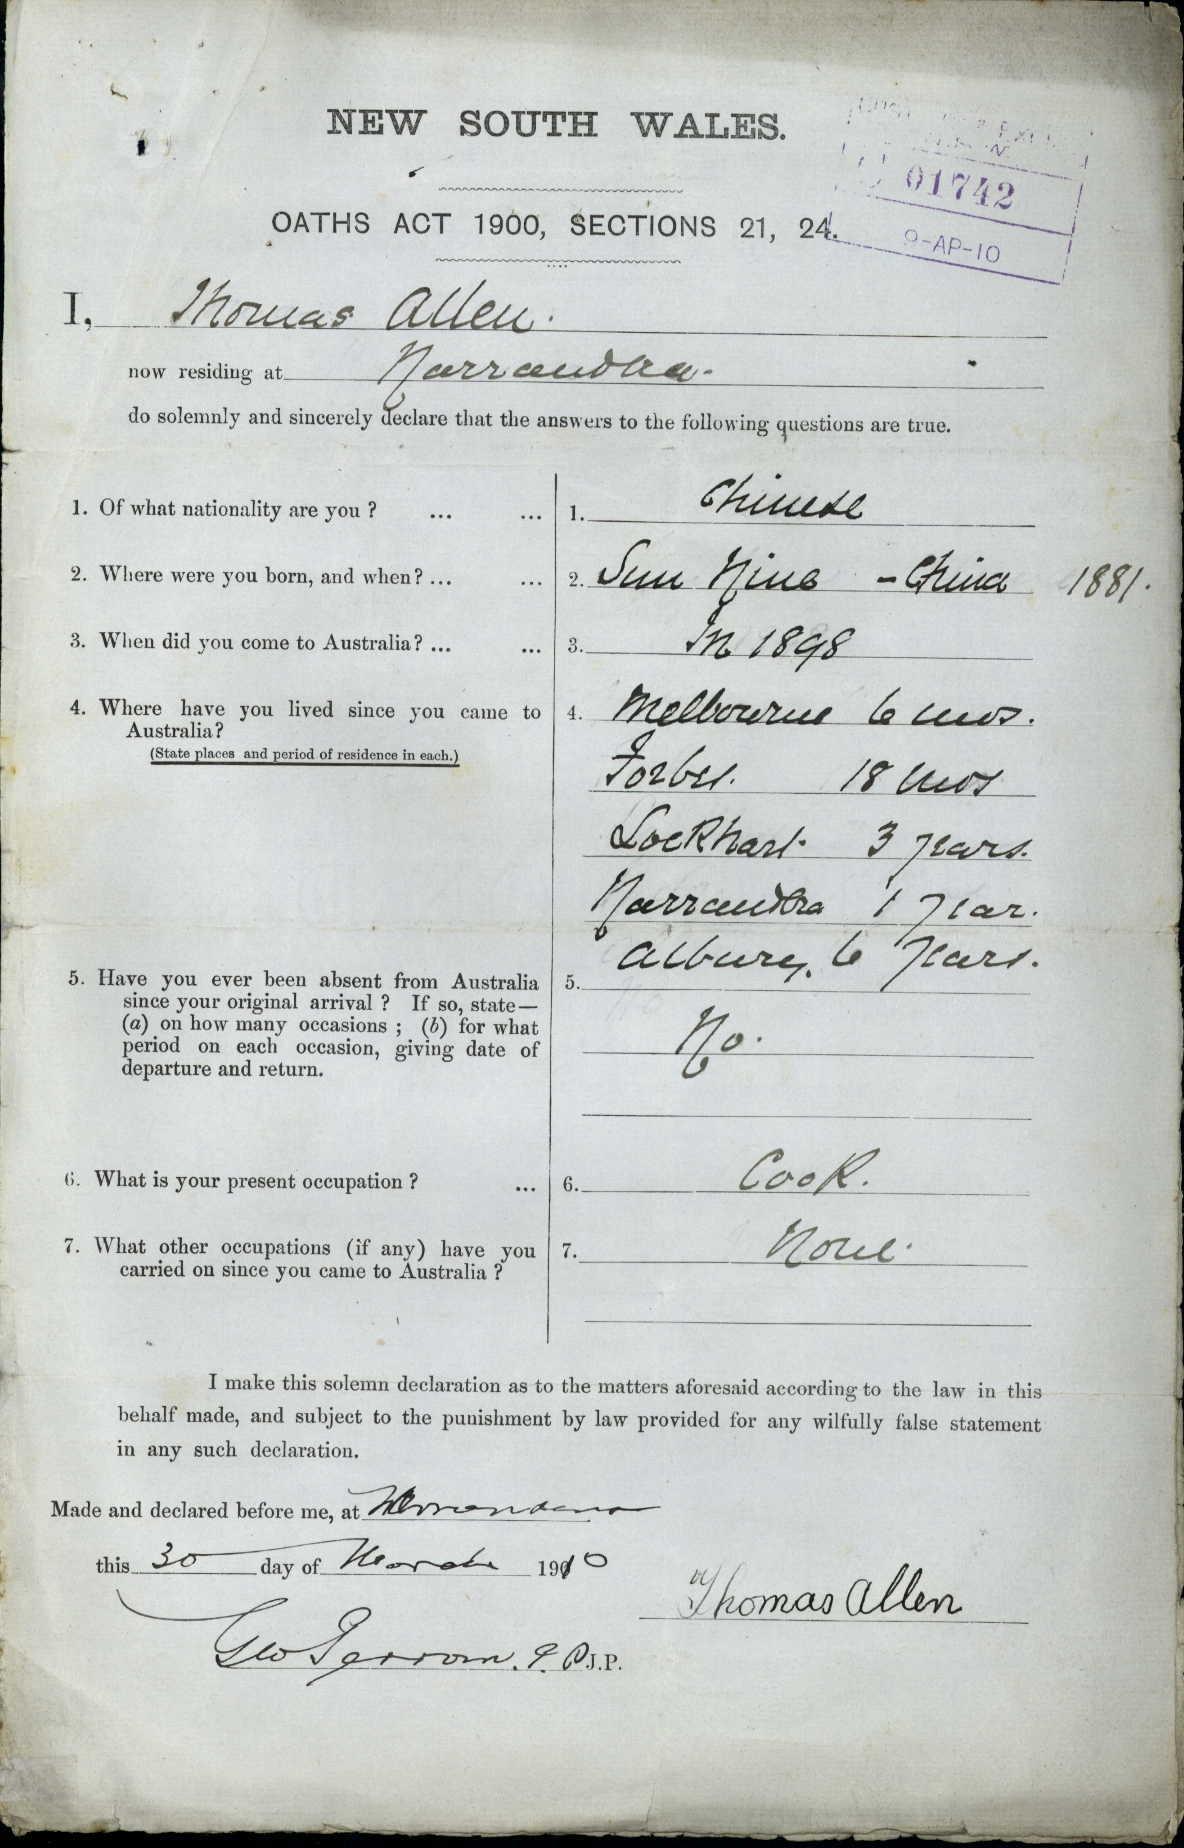 NEW SOUTH WALES.
01742
9-AP-10
OATHS ACT 1900, SECTIONS 21, 24.
I, Thomas Allen.
now residing at Narrandra.
do solemnly and sincerely declare that the answers to the following questions are true.
1. Of what nationality are you ? ... ... 1. Chinese
2. Where were you born, and when? ... ... 2. Sun Ning - China 1881.
3. When did you come to Australia? ... ... 3. In 1898
4. Where have you lived since you came to 4. Melbourne 6 mos.
Australia?
(State places and period of residence in each.)
Forbes. 18 mos
Lockhart. 3 years.
Narrandra 1 year.
Albury. 6 years.
5. Have you ever been absent from Australia 5.
since your original arrival ? If so, state—
(a) on how many occasions ; (b) for what No.
period on each occasion, giving date of
departure and return.
6. What is your present occupation ? ... 6. Cook.
7. What other occupations (if any) have you 7. None.
carried on since you came to Australia ?
I make this solemn declaration as to the matters aforesaid according to the law in this
behalf made, and subject to the punishment by law provided for any wilfully false statement
in any such declaration.
Made and declared before me, at Narrandera
this 30 day of March 1910
Thomas Allen
Geo J.P.